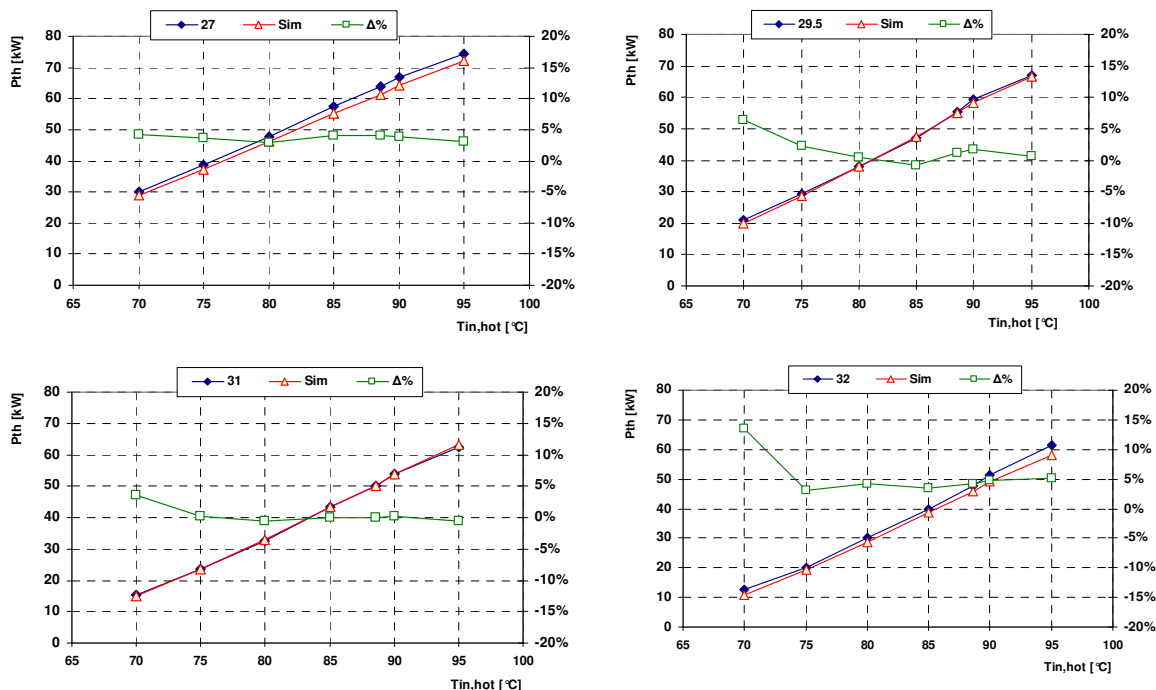 27 Sim Δ%
80 20%
70 15%
60 10%
50 5%
40 0%
30 -5%
20 -10%
10 -15%
0 -20%
65 70 75 80 85 90 95 100
Pth [kW]
Tin,hot [°C]
29.5 Sim Δ%
80 20%
70 15%
60 10%
50 5%
40 0%
30 -5%
20 -10%
10 -15%
0 -20%
65 70 75 80 85 90 95 100
Pth [kW]
Tin,hot [°C]
31 Sim Δ%
80 20%
70 15%
60 10%
50 5%
40 0%
30 -5%
20 -10%
10 -15%
0 -20%
65 70 75 80 85 90 95 100
Pth [kW]
Tin,hot [°C]
32 Sim Δ%
80 20%
70 15%
60 10%
50 5%
40 0%
30 -5%
20 -10%
10 -15%
0 -20%
65 70 75 80 85 90 95 100
Pth [kW]
Tin,hot [°C]